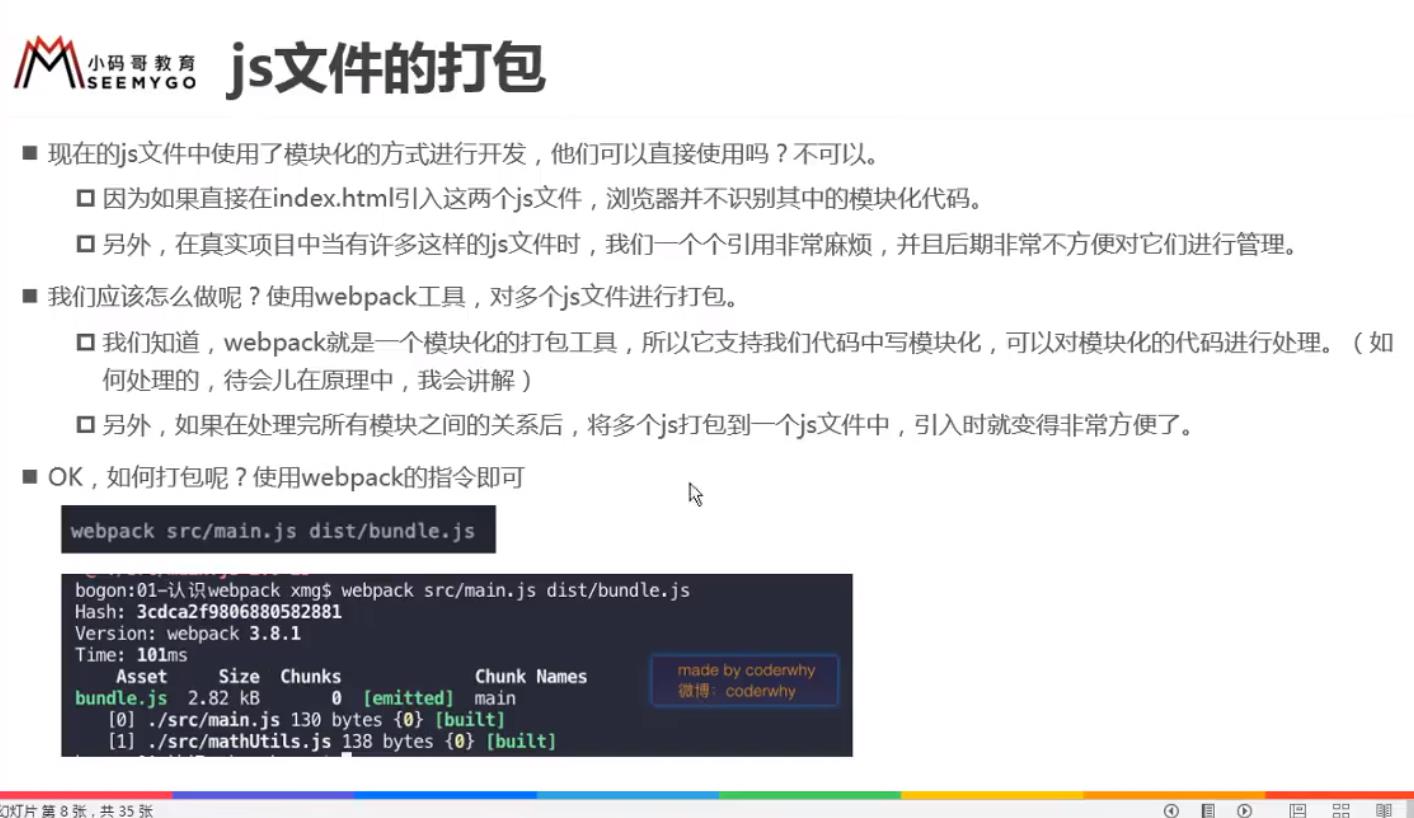 小码哥教育
SEEMYGO
js文件的打包
现在的js文件中使用了模块化的方式进行开发，他们可以直接使用吗？不可以。
因为如果直接在index.html引入这两个js文件，浏览器并不识别其中的模块化代码。
另外，在真实项目中当有许多这样的js文件时，我们一个个引用非常麻烦，并且后期非常不方便对它们进行管理。
我们应该怎么做呢？使用webpack工具，对多个js文件进行打包。
我们知道，webpack就是一个模块化的打包工具，所以它支持我们代码中写模块化，可以对模块化的代码进行处理。（如
何处理的，待会儿在原理中，我会讲解）
另外，如果在处理完所有模块之间的关系后，将多个js打包到一个js文件中，引入时就变得非常方便了。
OK，如何打包呢？使用webpack的指令即可
webpack src/main.js dist/bundle.js
bogon:01-认识webpack xmg$ webpack src/main.js dist/bundle.js
Hash: 3cdca2f9806880582881
Version: webpack 3.8.1
Time: 101ms
Asset Size Chunks Chunk Names
bundle.js 2.82 kB 0 [emitted] main
[0] ./src/main.js 130 bytes {0} [built]
[1] ./src/mathUtils.js 138 bytes {0} [built]
made by coderwhy
微博：coderwhy
幻灯片 第 8 张，共 35 张